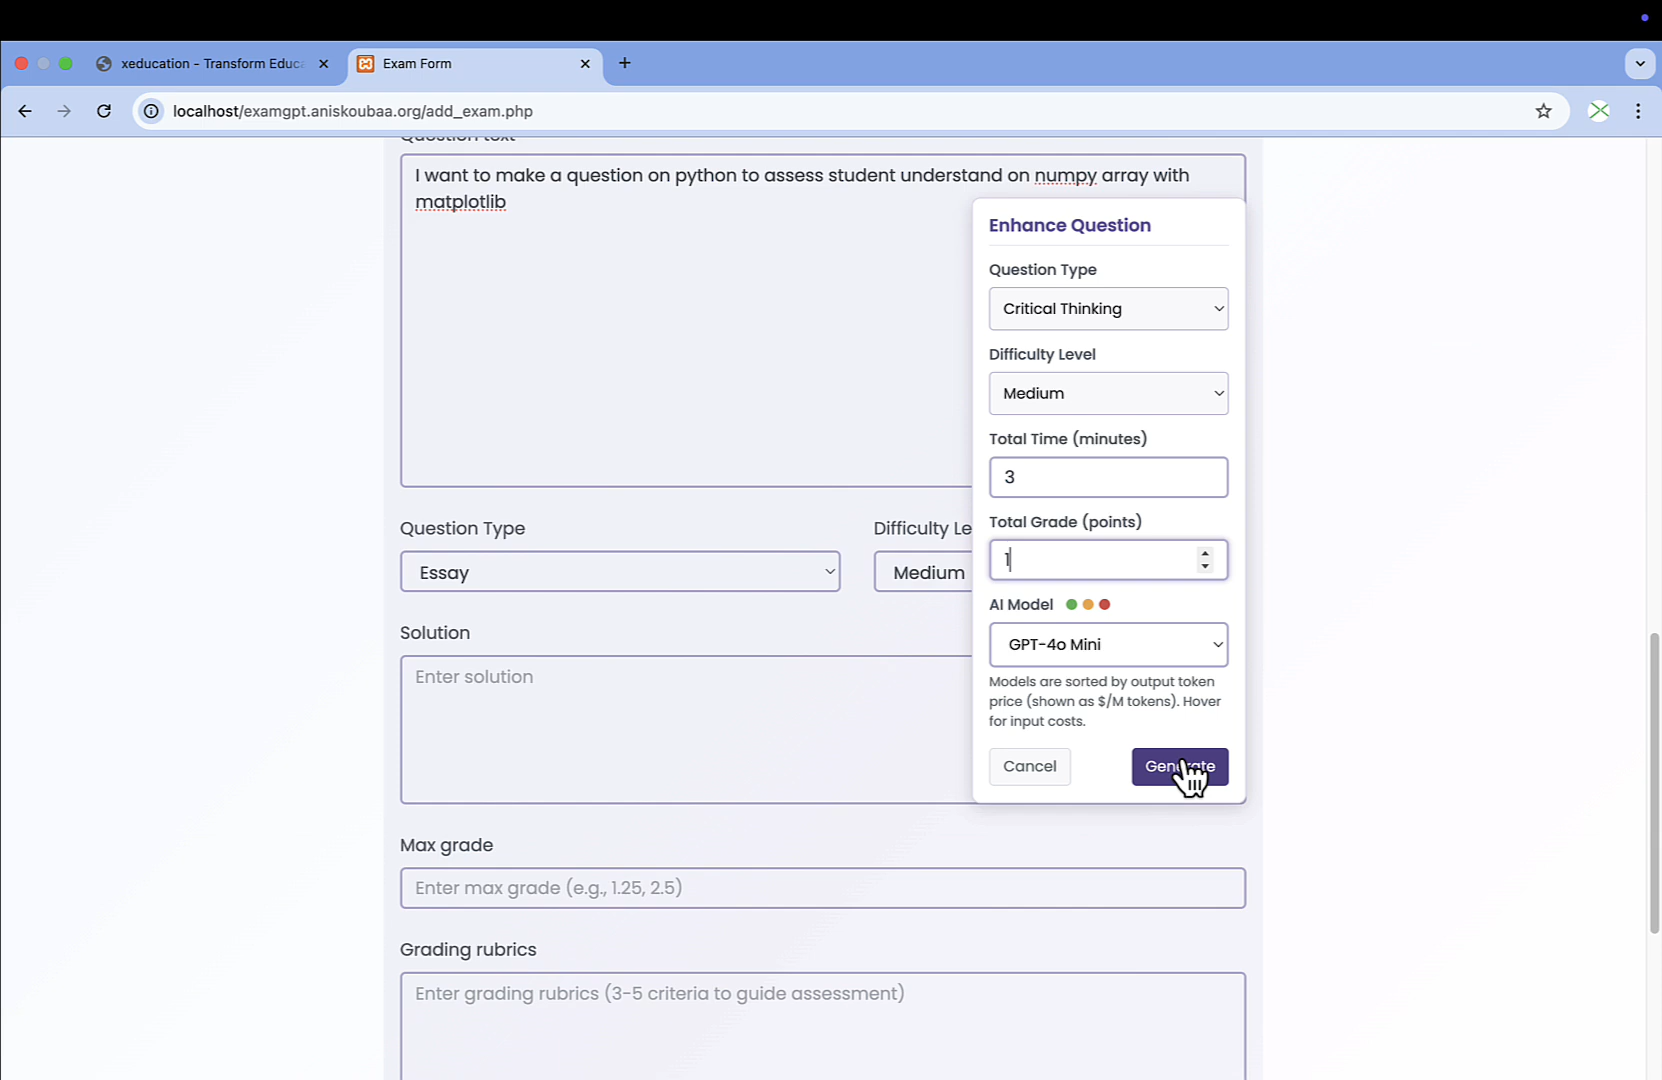 xeducation - Transform Educ
Exam Form
localhost/examgpt.aniskoubaa.org/add_exam.php
Question text
I want to make a question on python to assess student understand on numpy array with
matplotlib
Enhance Question
Question Type
Critical Thinking
Difficulty Level
Medium
Total Time (minutes)
3
Total Grade (points)
1
AI Model
GPT-4o Mini
Models are sorted by output token
price (shown as $/M tokens). Hover
for input costs.
Cancel
Generate
Question Type
Difficulty Le
Essay
Medium
Solution
Enter solution
Max grade
Enter max grade (e.g., 1.25, 2.5)
Grading rubrics
Enter grading rubrics (3-5 criteria to guide assessment)